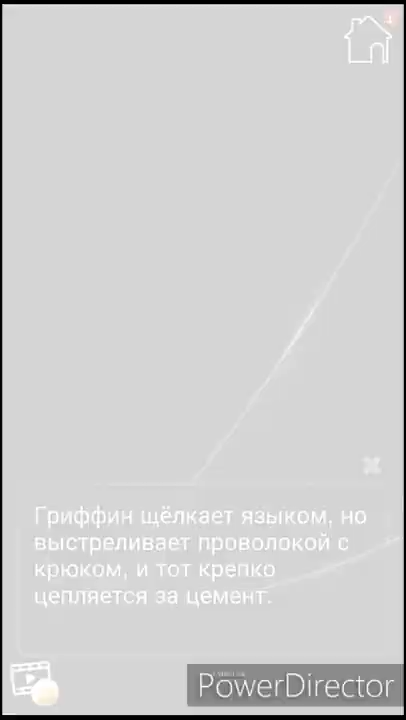 Гриффин щёлкает языком, но
выстреливает проволокой с
крюком, и тот крепко
цепляется за цемент.
PowerDirector